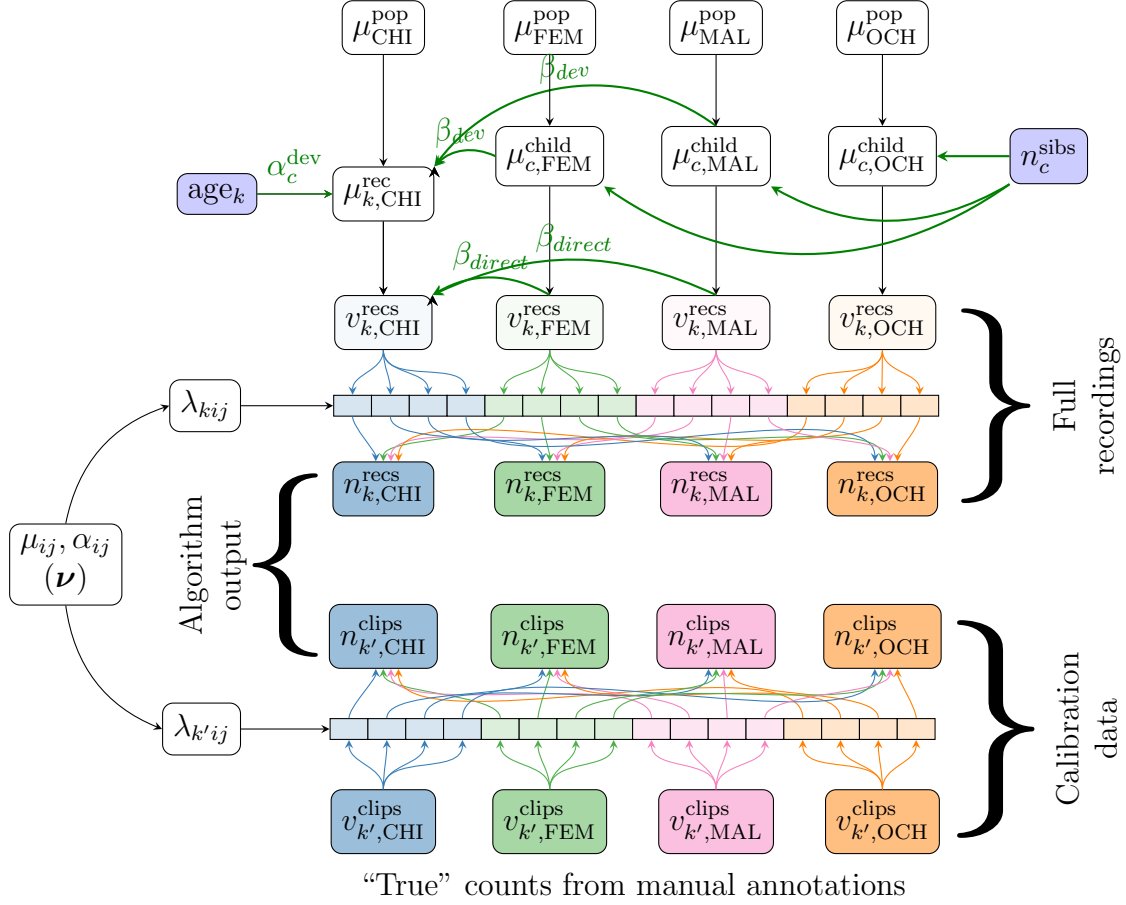 μ^pop_CHI μ^pop_FEM μ^pop_MAL μ^pop_OCH
β_dev
β_dev
α^dev_c
age_k
μ^rec_k,CHI
μ^child_c,FEM μ^child_c,MAL μ^child_c,OCH
n^sibs_c
β_direct
β_direct
v^recs_k,CHI v^recs_k,FEM v^recs_k,MAL v^recs_k,OCH
λ_kij
Full
recordings
n^recs_k,CHI n^recs_k,FEM n^recs_k,MAL n^recs_k,OCH
μ_ij, α_ij
(ν)
Algorithm
output
n^clips_k′,CHI n^clips_k′,FEM n^clips_k′,MAL n^clips_k′,OCH
λ_k′ij
Calibration
data
v^clips_k′,CHI v^clips_k′,FEM v^clips_k′,MAL v^clips_k′,OCH
“True” counts from manual annotations